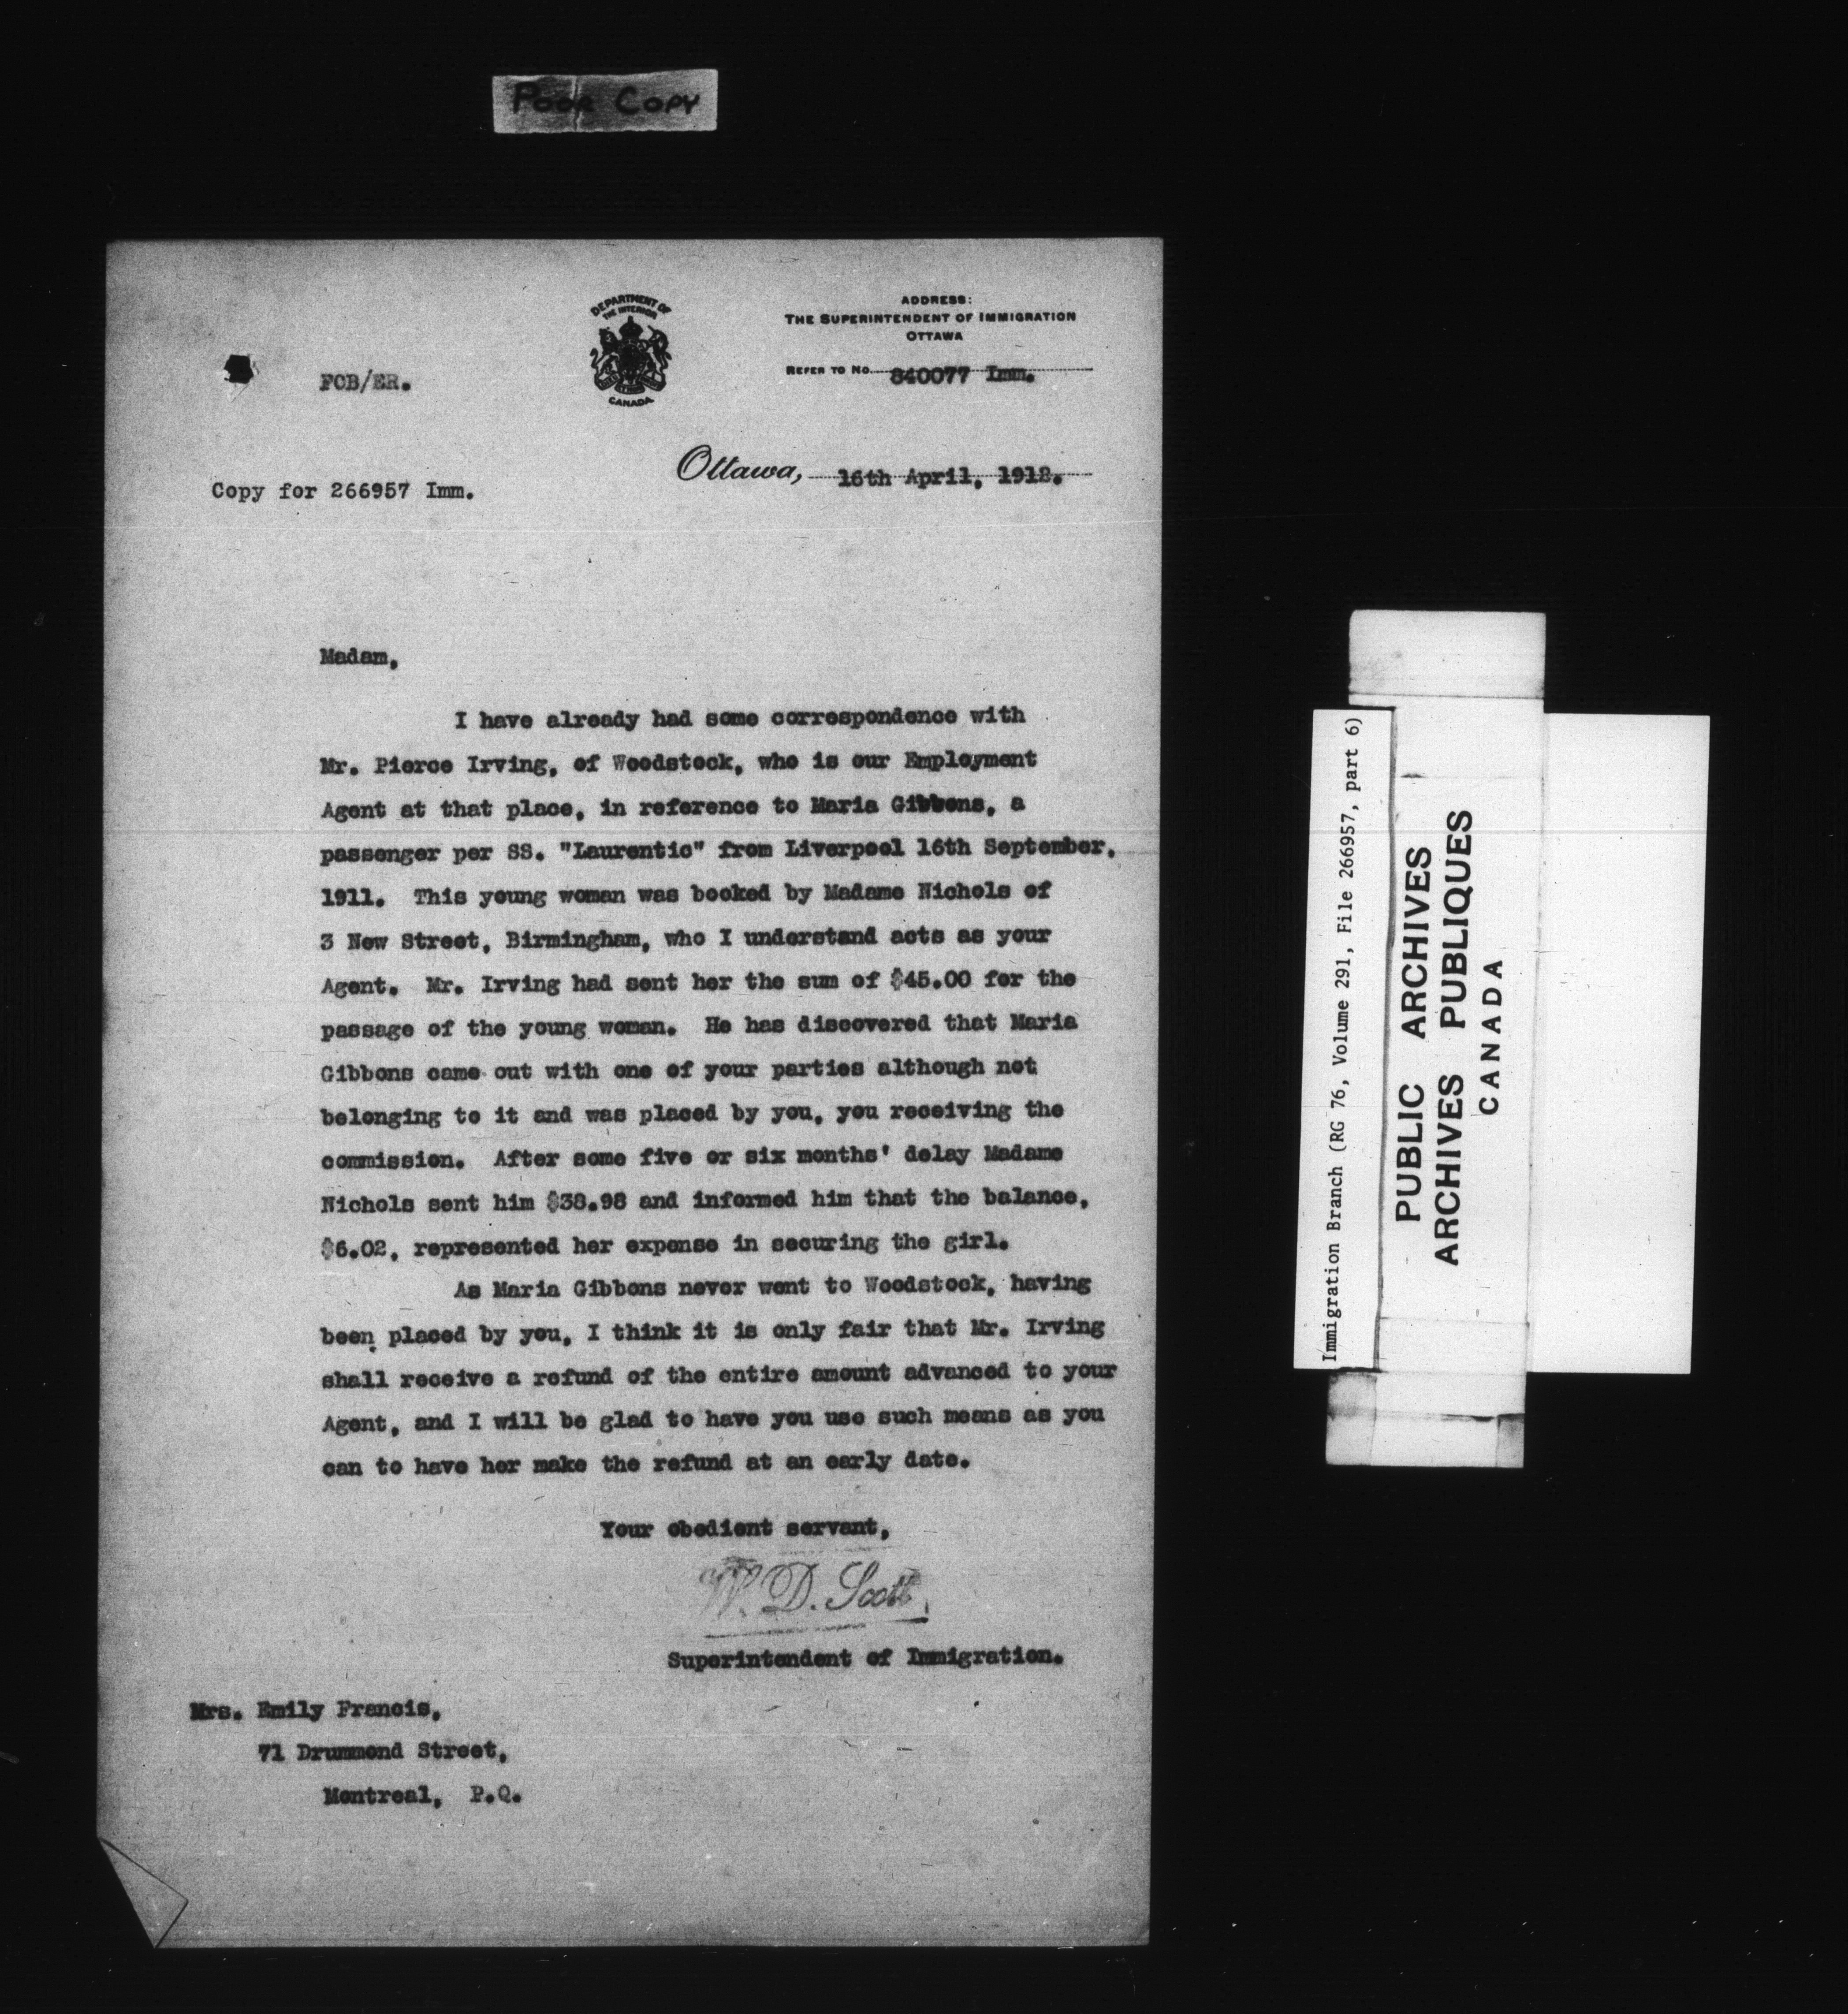 POOR COPY
DEPARTMENT OF
THE INTERIOR
CANADA
ADDRESS:
THE SUPERINTENDENT OF IMMIGRATION
OTTAWA
REFER TO No. 840077 Imm.
FCB/ER.
Ottawa, 16th April, 1912.
Copy for 266957 Imm.
Madam,
I have already had some correspondence with
Mr. Pierce Irving, of Woodstock, who is our Employment
Agent at that place, in reference to Maria Gibbons, a
passenger per SS. "Laurentic" from Liverpool 16th September,
1911. This young woman was booked by Madame Nichols of
3 New Street, Birmingham, who I understand acts as your
Agent. Mr. Irving had sent her the sum of $45.00 for the
passage of the young woman. He has discovered that Maria
Gibbons came out with one of your parties although not
belonging to it and was placed by you, you receiving the
commission. After some five or six months' delay Madame
Nichols sent him $38.98 and informed him that the balance,
$6.02, represented her expense in securing the girl.
As Maria Gibbons never went to Woodstock, having
been placed by you, I think it is only fair that Mr. Irving
shall receive a refund of the entire amount advanced to your
Agent, and I will be glad to have you use such means as you
can to have her make the refund at an early date.
Your obedient servant,
W. D. Scott
Superintendent of Immigration.
Mrs. Emily Francis,
71 Drummond Street,
Montreal, P.Q.
Immigration Branch (RG 76, Volume 291, File 266957, part 6)
PUBLIC ARCHIVES
ARCHIVES PUBLIQUES
CANADA